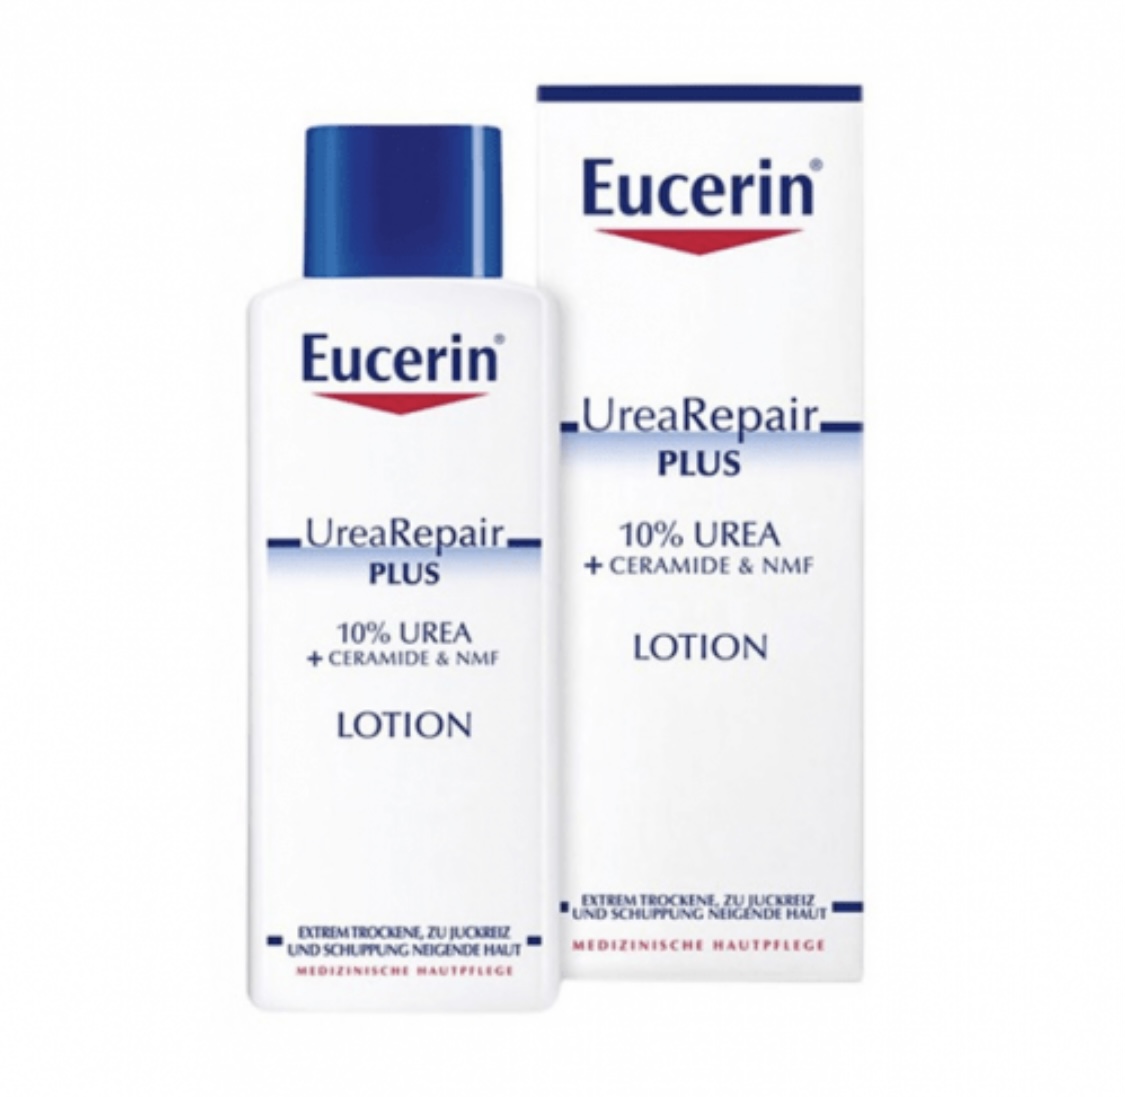 Eucerin®
UreaRepair
PLUS
10% UREA
+ CERAMIDE & NMF
LOTION
EXTREM TROCKENE, ZU JUCKREIZ
UND SCHUPPUNG NEIGENDE HAUT
MEDIZINISCHE HAUTPFLEGE
Eucerin®
UreaRepair
PLUS
10% UREA
+ CERAMIDE & NMF
LOTION
EXTREM TROCKENE, ZU JUCKREIZ
UND SCHUPPUNG NEIGENDE HAUT
MEDIZINISCHE HAUTPFLEGE